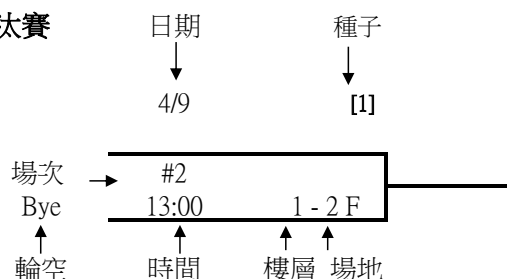 汰賽 日期 種子
4/9 [1]
場次 #2
Bye 13:00 1 - 2 F
輪空 時間 樓層 場地